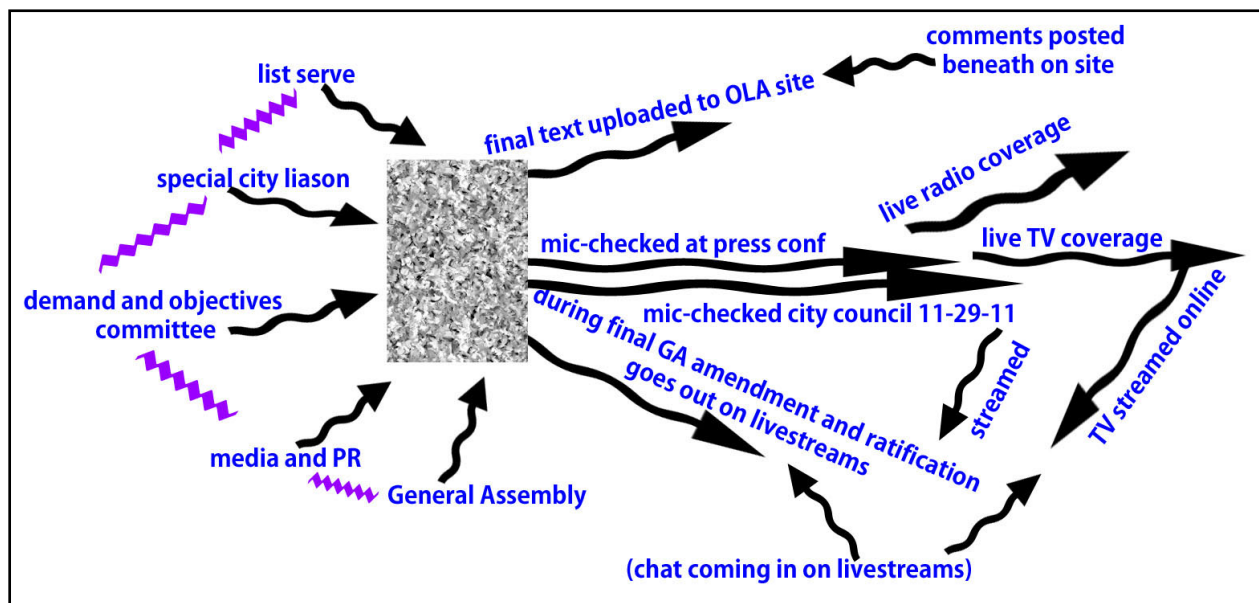 comments posted
beneath on site
list serve
final text uploaded to OLA site
special city liason
live radio coverage
mic-checked at press conf
live TV coverage
demand and objectives
committee
mic-checked city council 11-29-11
during final GA amendment and ratification
goes out on livestreams
streamed
TV streamed online
media and PR
General Assembly
(chat coming in on livestreams)